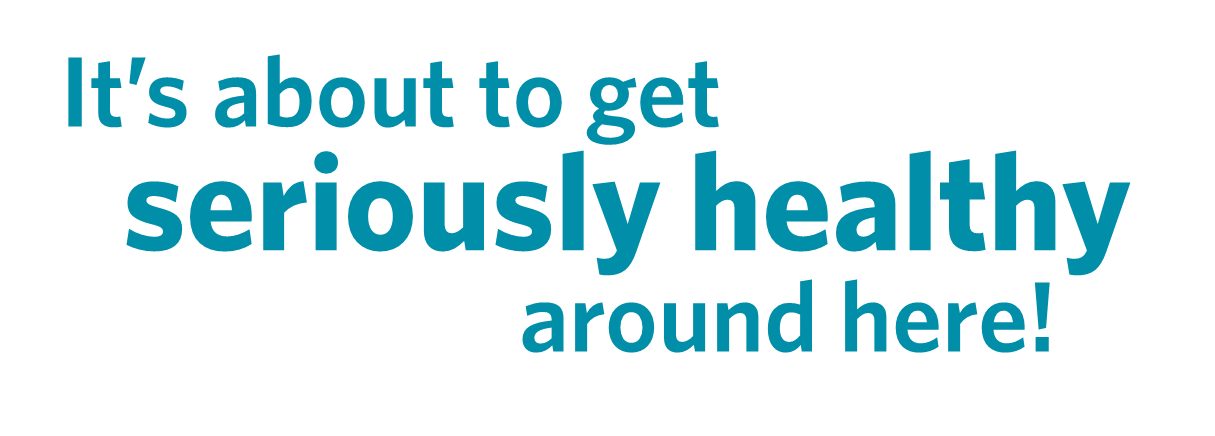 It’s about to get
seriously healthy
around here!